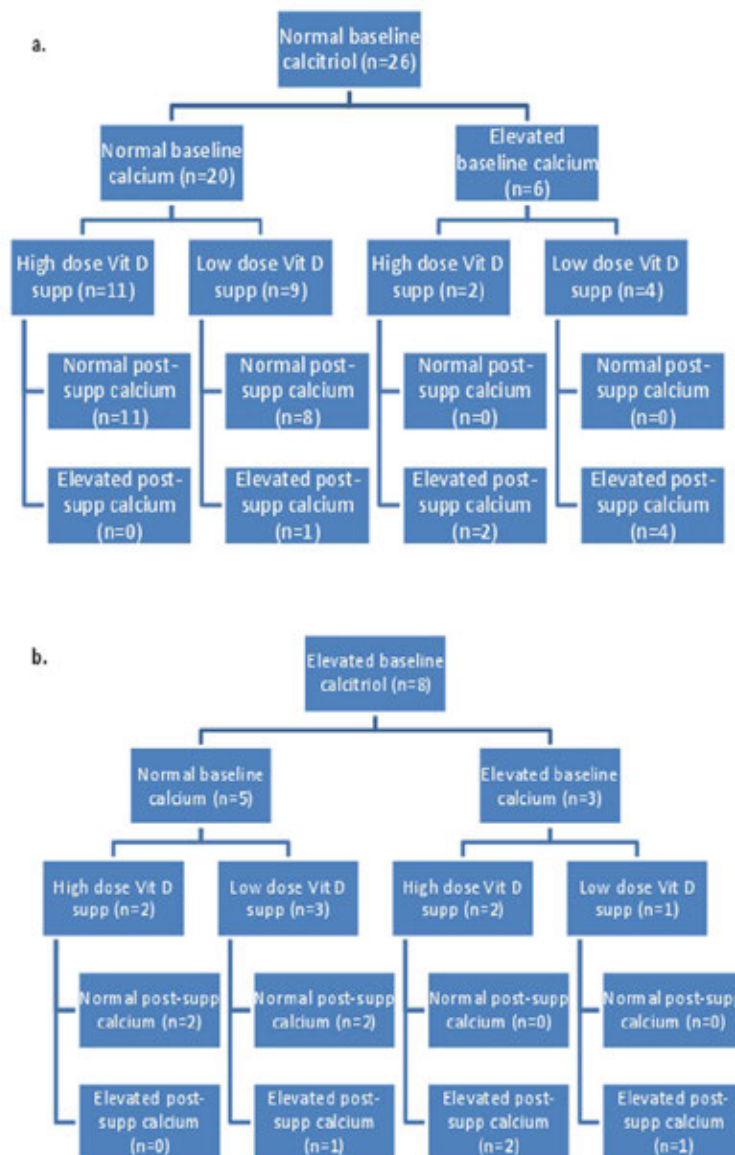 a.
Normal baseline
calcitriol (n=26)
Normal baseline
calcium (n=20)
Elevated
baseline calcium
(n=6)
High dose Vit D
supp (n=11)
Low dose Vit D
supp (n=9)
High dose Vit D
supp (n=2)
Low dose Vit D
supp (n=4)
Normal post-
supp calcium
(n=11)
Normal post-
supp calcium
(n=8)
Normal post-
supp calcium
(n=0)
Normal post-
supp calcium
(n=0)
Elevated post-
supp calcium
(n=0)
Elevated post-
supp calcium
(n=1)
Elevated post-
supp calcium
(n=2)
Elevated post-
supp calcium
(n=4)
b.
Elevated baseline
calcitriol (n=8)
Normal baseline
calcium (n=5)
Elevated baseline
calcium (n=3)
High dose Vit D
supp (n=2)
Low dose Vit D
supp (n=3)
High dose Vit D
supp (n=2)
Low dose Vit D
supp (n=1)
Normal post-supp
calcium (n=2)
Normal post-supp
calcium (n=2)
Normal post-supp
calcium (n=0)
Normal post-supp
calcium (n=0)
Elevated post-
supp calcium
(n=0)
Elevated post-
supp calcium
(n=1)
Elevated post-
supp calcium
(n=2)
Elevated post-
supp calcium
(n=1)